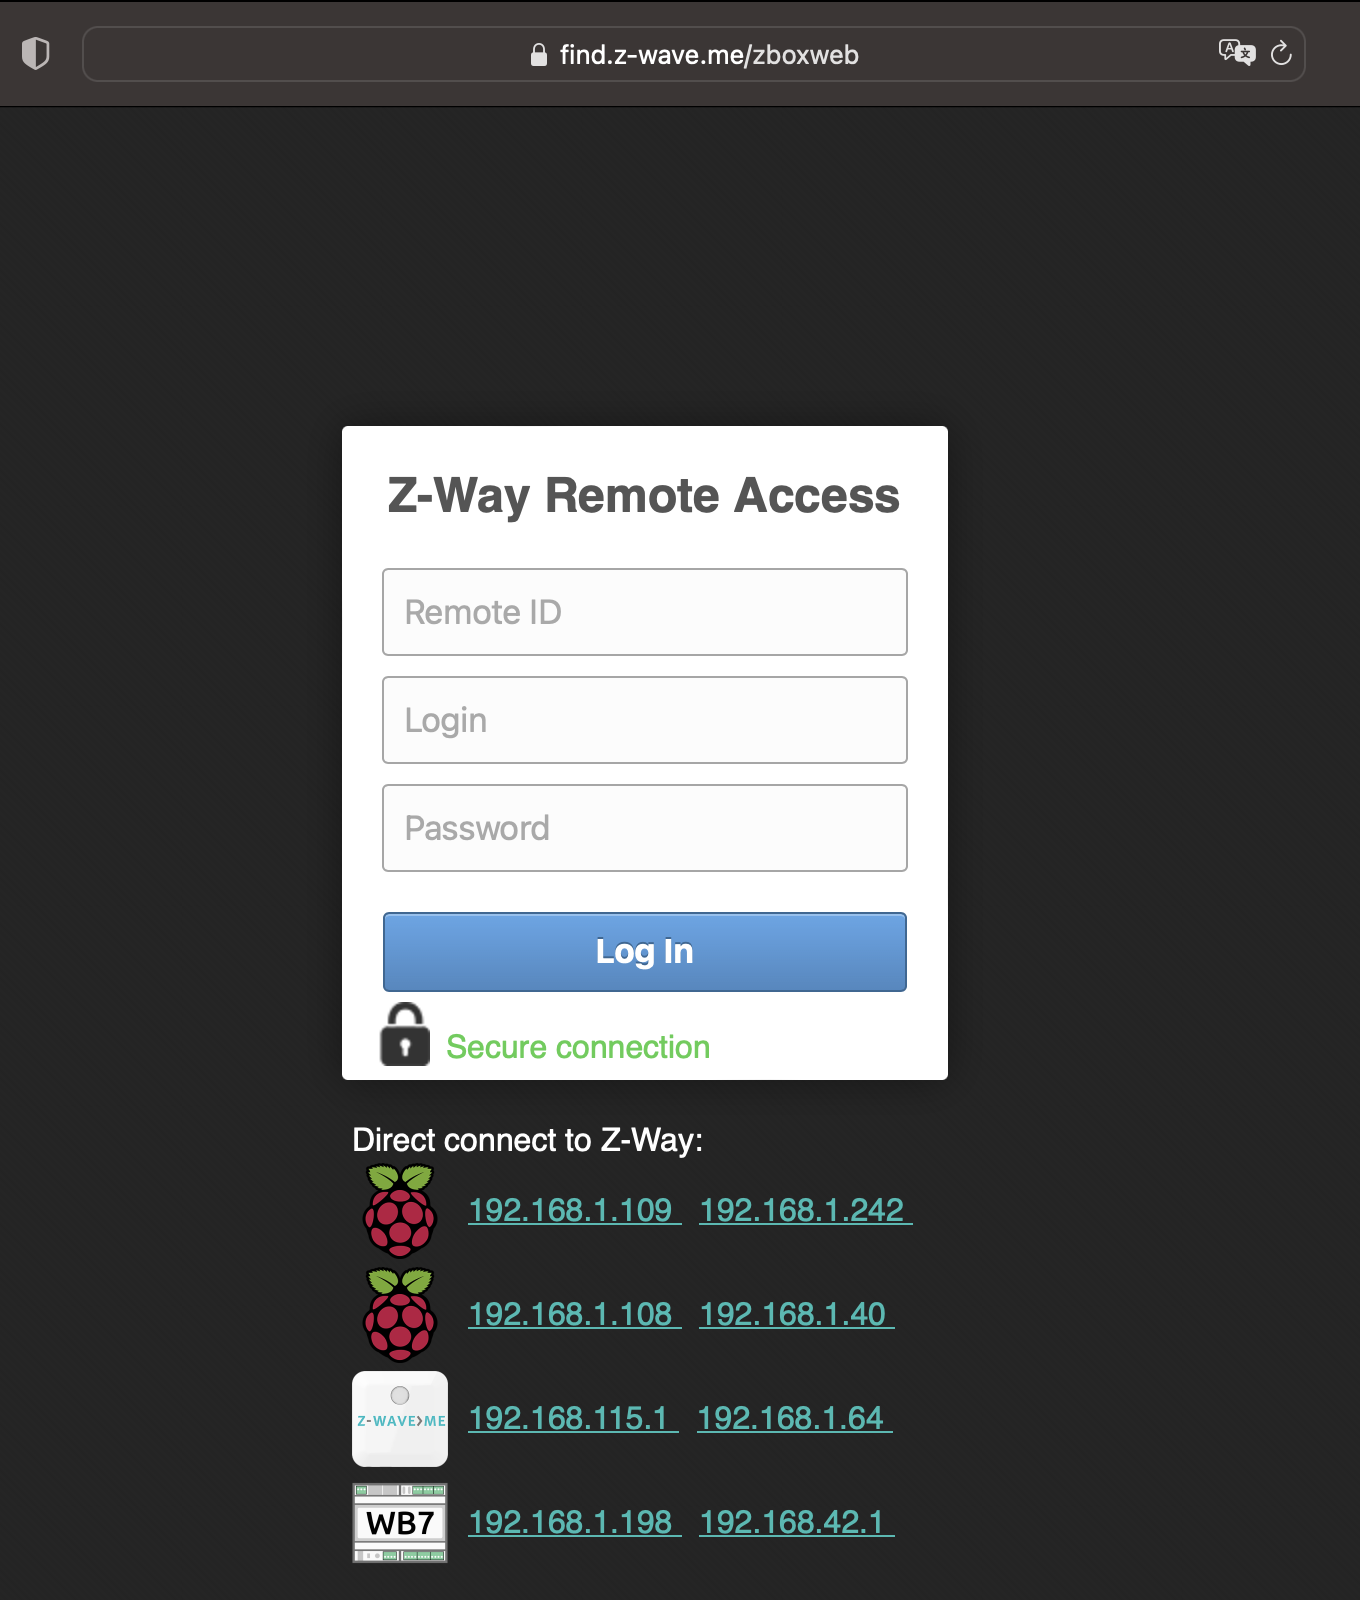 find.z-wave.me/zboxweb
Z-Way Remote Access
Remote ID
Login
Password
Log In
Secure connection
Direct connect to Z-Way:
192.168.1.109 192.168.1.242
192.168.1.108 192.168.1.40
Z-WAVE>ME 192.168.115.1 192.168.1.64
WB7 192.168.1.198 192.168.42.1